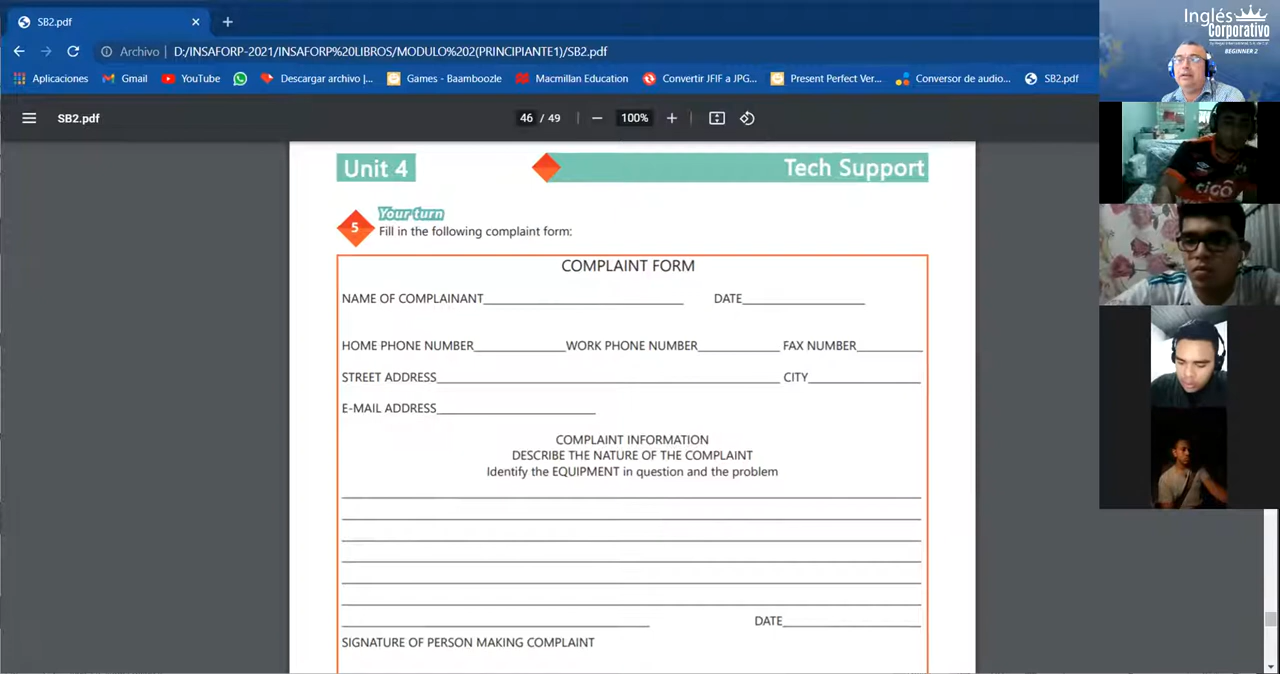 SB2.pdf
Archivo D:/INSAFORP-2021/INSAFORP%20LIBROS/MODULO%202(PRINCIPIANTE1)/SB2.pdf
Aplicaciones Gmail YouTube Descargar archivo |... Games - Baamboozle Macmillan Education Convertir JFIF a JPG... Present Perfect Ver... Conversor de audio... SB2.pdf
SB2.pdf 46 / 49 100%
Inglés
Corporativo
BEGINNER 2
cigo
Unit 4 Tech Support
Your turn
5 Fill in the following complaint form:
COMPLAINT FORM
NAME OF COMPLAINANT DATE
HOME PHONE NUMBER WORK PHONE NUMBER FAX NUMBER
STREET ADDRESS CITY
E-MAIL ADDRESS
COMPLAINT INFORMATION
DESCRIBE THE NATURE OF THE COMPLAINT
Identify the EQUIPMENT in question and the problem
DATE
SIGNATURE OF PERSON MAKING COMPLAINT